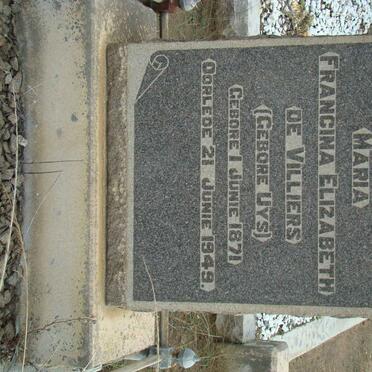 MARIA
FRANCINA ELIZABETH
DE VILLIERS
(GEBORE UYS)
GEBORE 1 JUNIE 1871
OORLEDE 21 JUNIE 1949.